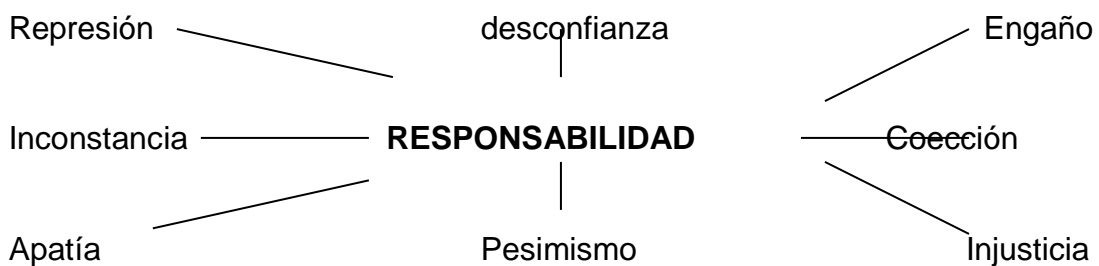 Represión desconfianza Engaño
Inconstancia RESPONSABILIDAD Coección
Apatía Pesimismo Injusticia